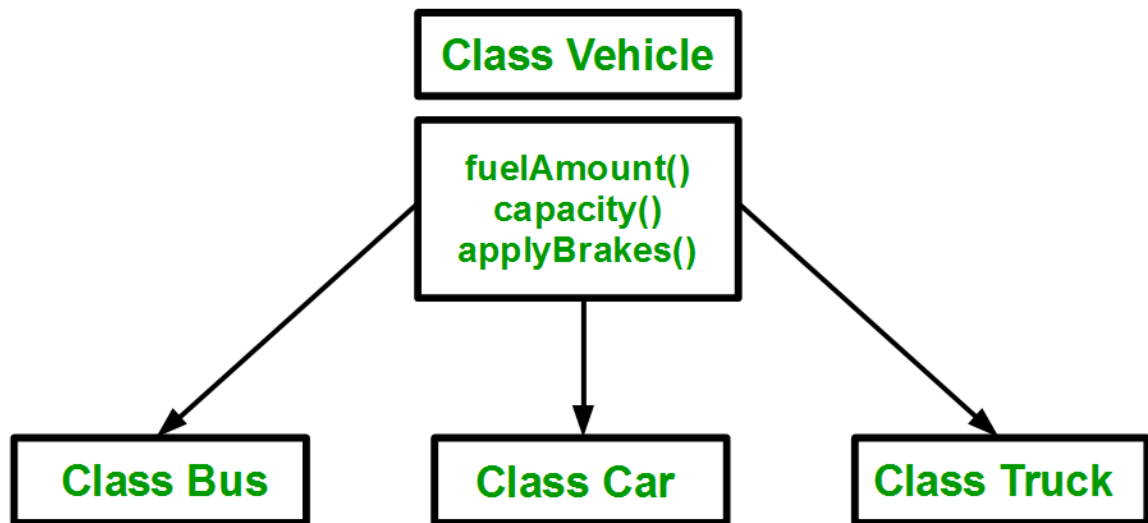 Class Vehicle
fuelAmount()
capacity()
applyBrakes()
Class Bus
Class Car
Class Truck